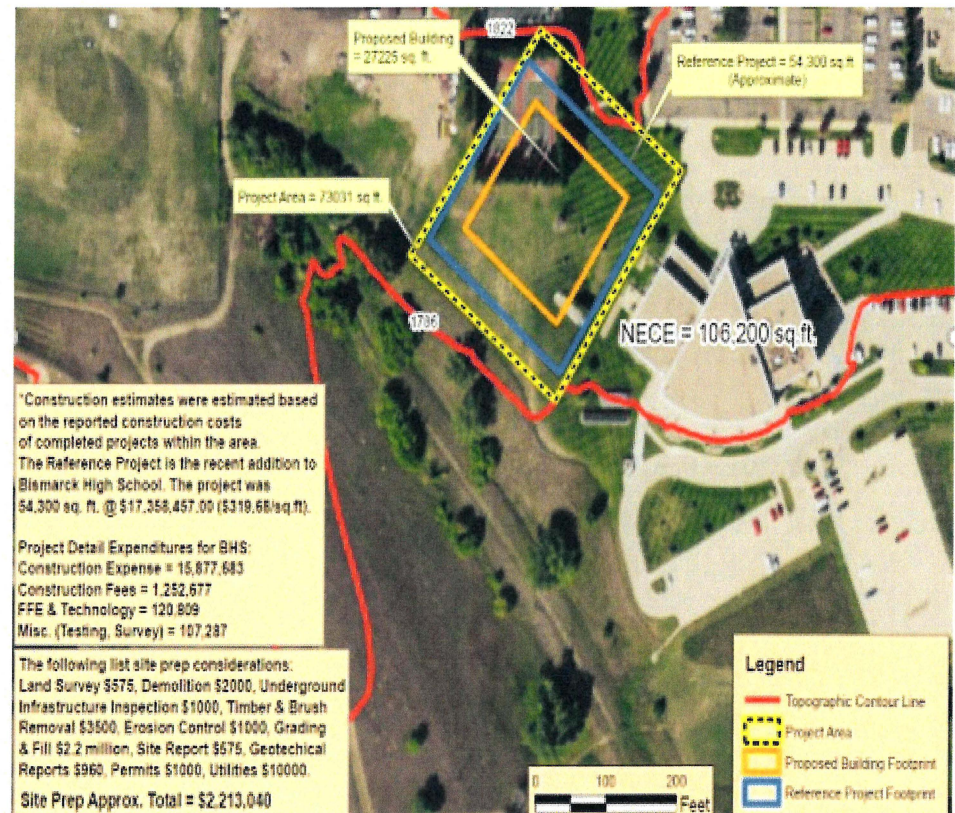 1822
Proposed Building
= 27225 sq. ft.
Reference Project = 54,300 sq.ft
(Approximate)
Project Area = 73031 sq ft.
1786
NECE = 106,200 sq.ft.
*Construction estimates were estimated based
on the reported construction costs
of completed projects within the area.
The Reference Project is the recent addition to
Bismarck High School. The project was
54,300 sq. ft. @ $17,358,457.00 ($319.68/sq.ft).
Project Detail Expenditures for BHS:
Construction Expense = 15,877,683
Construction Fees = 1,252,677
FFE & Technology = 120,809
Misc. (Testing, Survey) = 107,287
The following list site prep considerations:
Land Survey $575, Demolition $2000, Underground
Infrastructure Inspection $1000, Timber & Brush
Removal $3500, Erosion Control $1000, Grading
& Fill $2.2 million, Site Report $575, Geotechical
Reports $960, Permits $1000, Utilities $10000.
Site Prep Approx. Total = $2,213,040
Legend
Topographic Contour Line
Project Area
Proposed Building Footprint
Reference Project Footprint
0 100 200
Feet